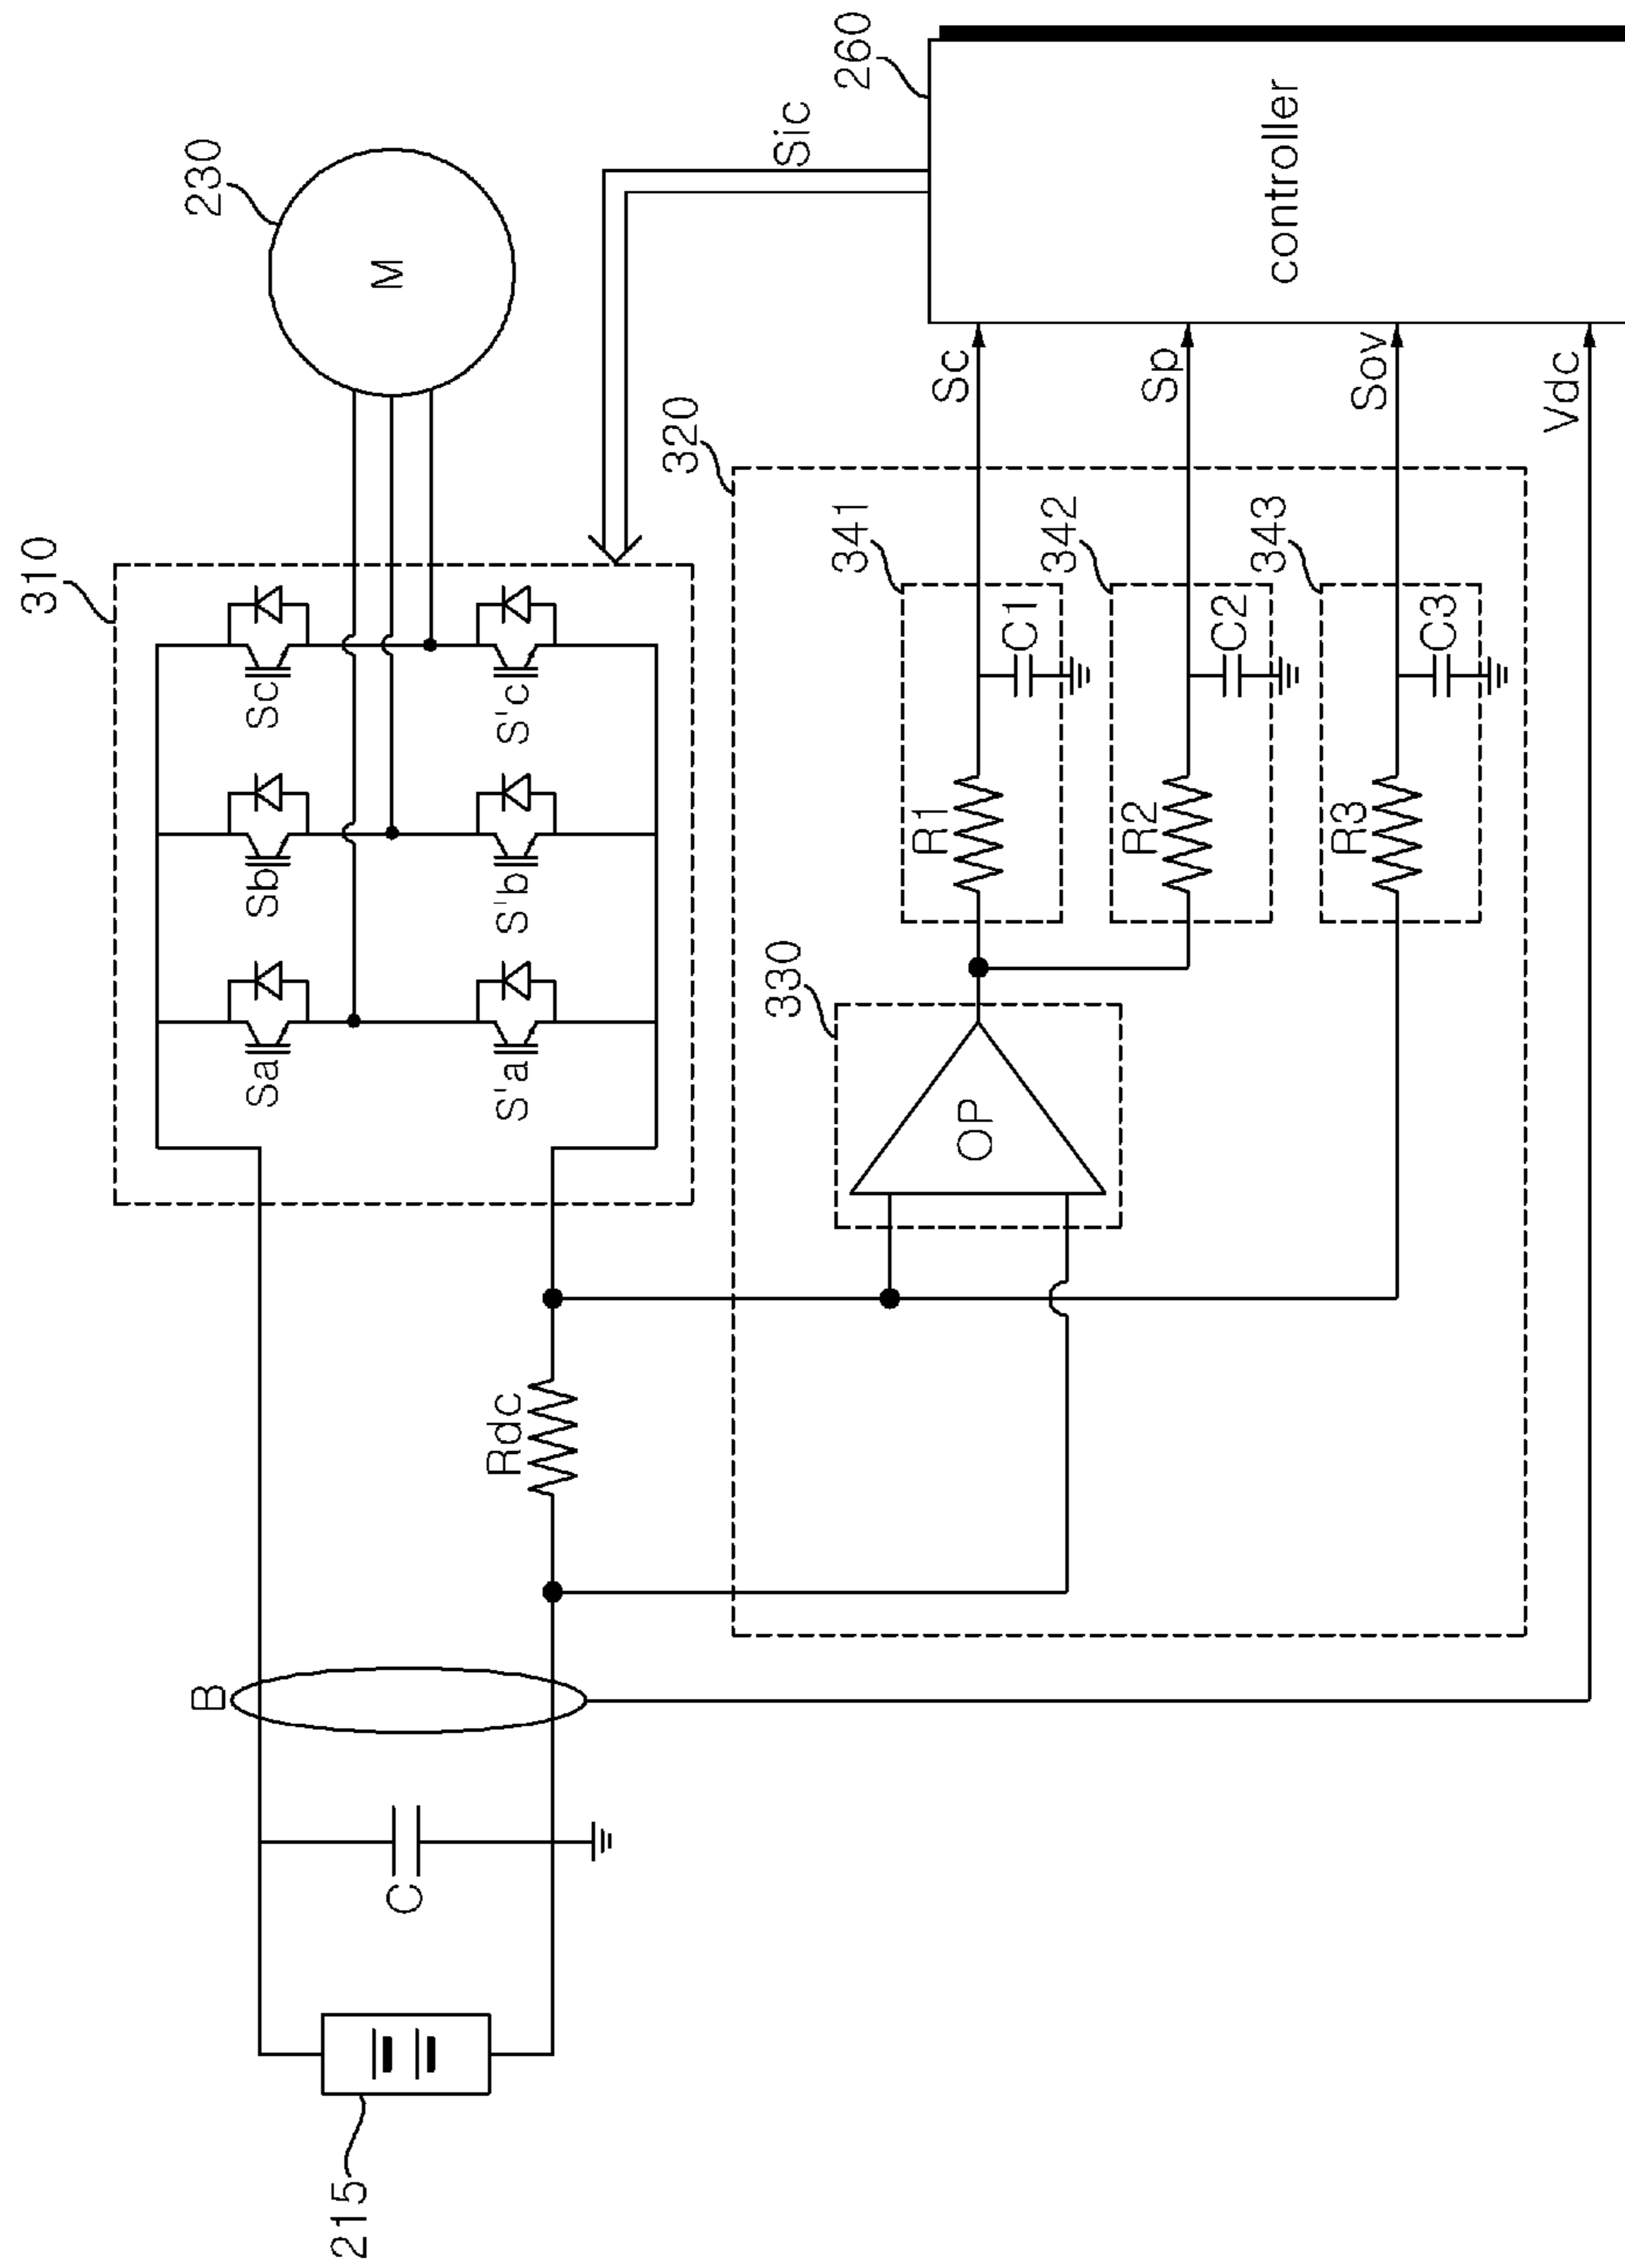 310
230
Sa
Sb
Sc
M
S'a
S'b
S'c
215
C
B
Rdc
Sic
260
320
330
OP
341
R1
C1
Sc
342
R2
C2
Sp
343
R3
C3
Sov
Vdc
controller